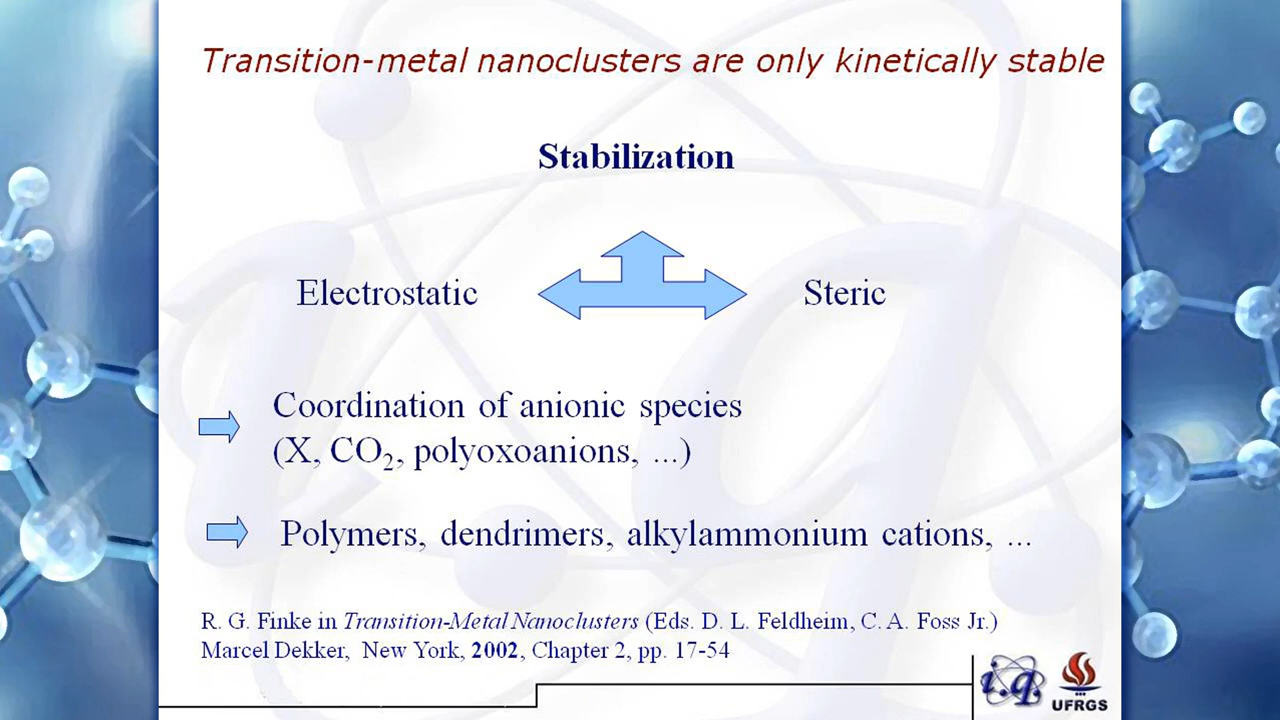 Transition-metal nanoclusters are only kinetically stable
Stabilization
Electrostatic
Steric
Coordination of anionic species
(X, CO₂, polyoxoanions, ...)
Polymers, dendrimers, alkylammonium cations, ...
R. G. Finke in Transition-Metal Nanoclusters (Eds. D. L. Feldheim, C. A. Foss Jr.)
Marcel Dekker, New York, 2002, Chapter 2, pp. 17-54
i.q.
UFRGS